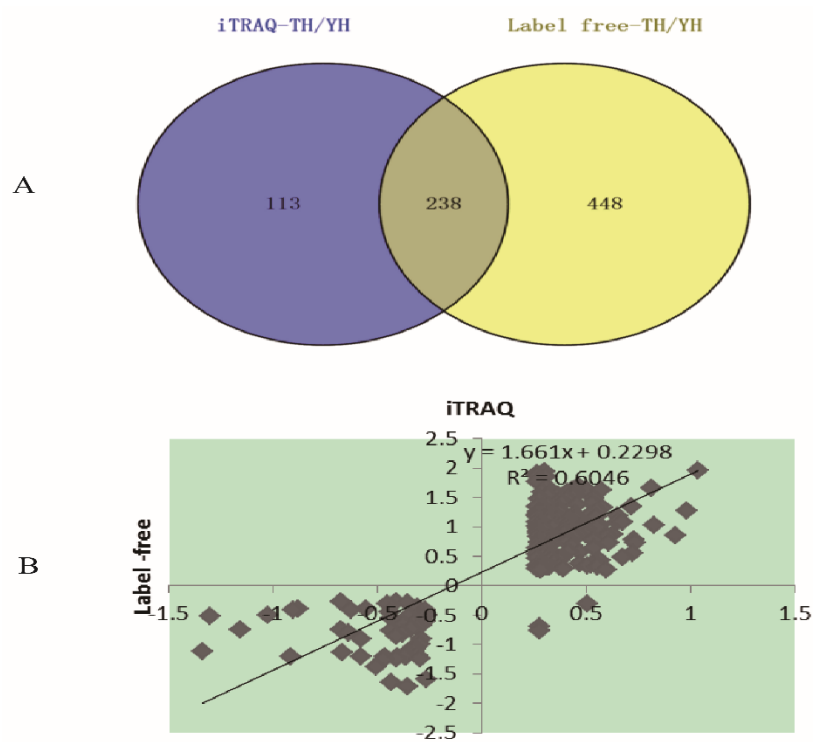 iTRAQ-TH/YH
Label free-TH/YH
A
113
238
448
iTRAQ
B
Label -free
y = 1.661x + 0.2298
R² = 0.6046
2.5
2
1.5
1
0.5
0
-0.5
-1
-1.5
-2
-2.5
-1.5
-1
-0.5
0
0.5
1
1.5